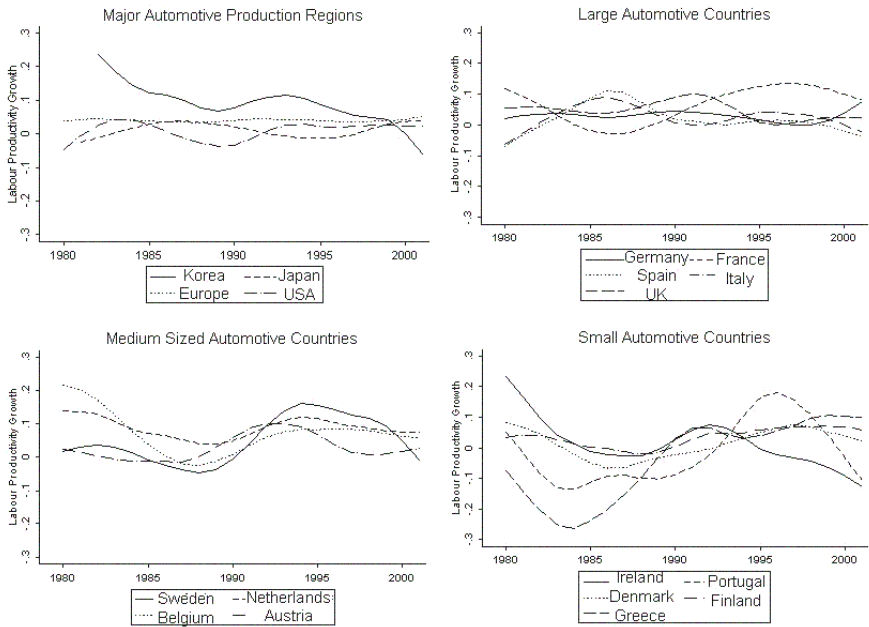 Major Automotive Production Regions
Labour Productivity Growth
.3
.2
.1
0
-.1
-.2
-.3
1980 1985 1990 1995 2000
Korea Japan
Europe USA
Large Automotive Countries
Labour Productivity Growth
.3
.2
.1
0
-.1
-.2
-.3
1980 1985 1990 1995 2000
Germany France
Spain Italy
UK
Medium Sized Automotive Countries
Labour Productivity Growth
.3
.2
.1
0
-.1
-.2
-.3
1980 1985 1990 1995 2000
Sweden Netherlands
Belgium Austria
Small Automotive Countries
Labour Productivity Growth
.3
.2
.1
0
-.1
-.2
-.3
1980 1985 1990 1995 2000
Ireland Portugal
Denmark Finland
Greece